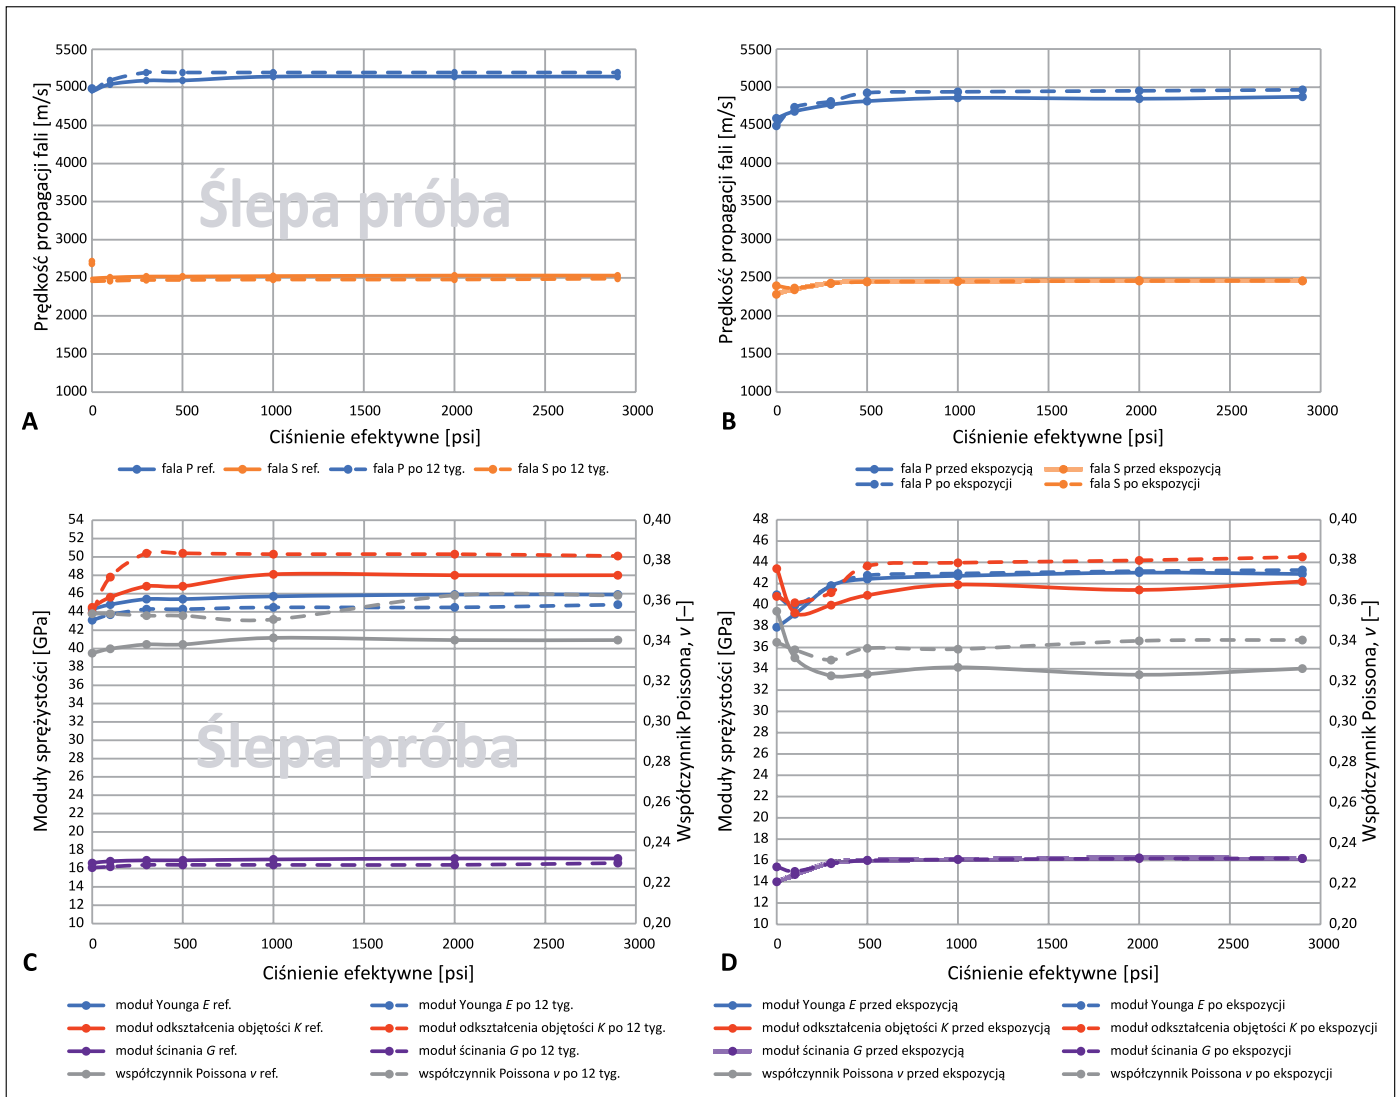 5500
5000
4500
4000
3500
3000
2500
2000
1500
1000
Prędkość propagacji fali [m/s]
Ślepa próba
0 500 1000 1500 2000 2500 3000
A
Ciśnienie efektywne [psi]
fala P ref. fala S ref. fala P po 12 tyg. fala S po 12 tyg.
5500
5000
4500
4000
3500
3000
2500
2000
1500
1000
Prędkość propagacji fali [m/s]
0 500 1000 1500 2000 2500 3000
B
Ciśnienie efektywne [psi]
fala P przed ekspozycją fala S przed ekspozycją
fala P po ekspozycji fala S po ekspozycji
54
52
50
48
46
44
42
40
38
36
34
32
30
28
26
24
22
20
18
16
14
12
10
Moduły sprężystości [GPa]
Ślepa próba
0,40
0,38
0,36
0,34
0,32
0,30
0,28
0,26
0,24
0,22
0,20
Współczynnik Poissona, v [—]
0 500 1000 1500 2000 2500 3000
C
Ciśnienie efektywne [psi]
moduł Younga E ref. moduł Younga E po 12 tyg.
moduł odkształcenia objętości K ref. moduł odkształcenia objętości K po 12 tyg.
moduł ścinania G ref. moduł ścinania G po 12 tyg.
współczynnik Poissona v ref. współczynnik Poissona v po 12 tyg.
48
46
44
42
40
38
36
34
32
30
28
26
24
22
20
18
16
14
12
10
Moduły sprężystości [GPa]
0,40
0,38
0,36
0,34
0,32
0,30
0,28
0,26
0,24
0,22
0,20
Współczynnik Poissona, v [—]
0 500 1000 1500 2000 2500 3000
D
Ciśnienie efektywne [psi]
moduł Younga E przed ekspozycją moduł Younga E po ekspozycji
moduł odkształcenia objętości K przed ekspozycją moduł odkształcenia objętości K po ekspozycji
moduł ścinania G przed ekspozycją moduł ścinania G po ekspozycji
współczynnik Poissona v przed ekspozycją współczynnik Poissona v po ekspozycji